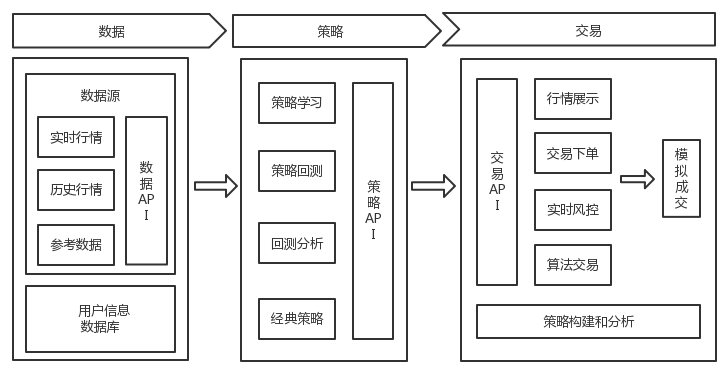 数据
策略
交易
数据源
实时行情
历史行情
参考数据
数
据
AP
I
用户信息
数据库
策略学习
策略回测
回测分析
经典策略
策
略
AP
I
交
易
AP
I
行情展示
交易下单
实时风控
算法交易
模
拟
成
交
策略构建和分析